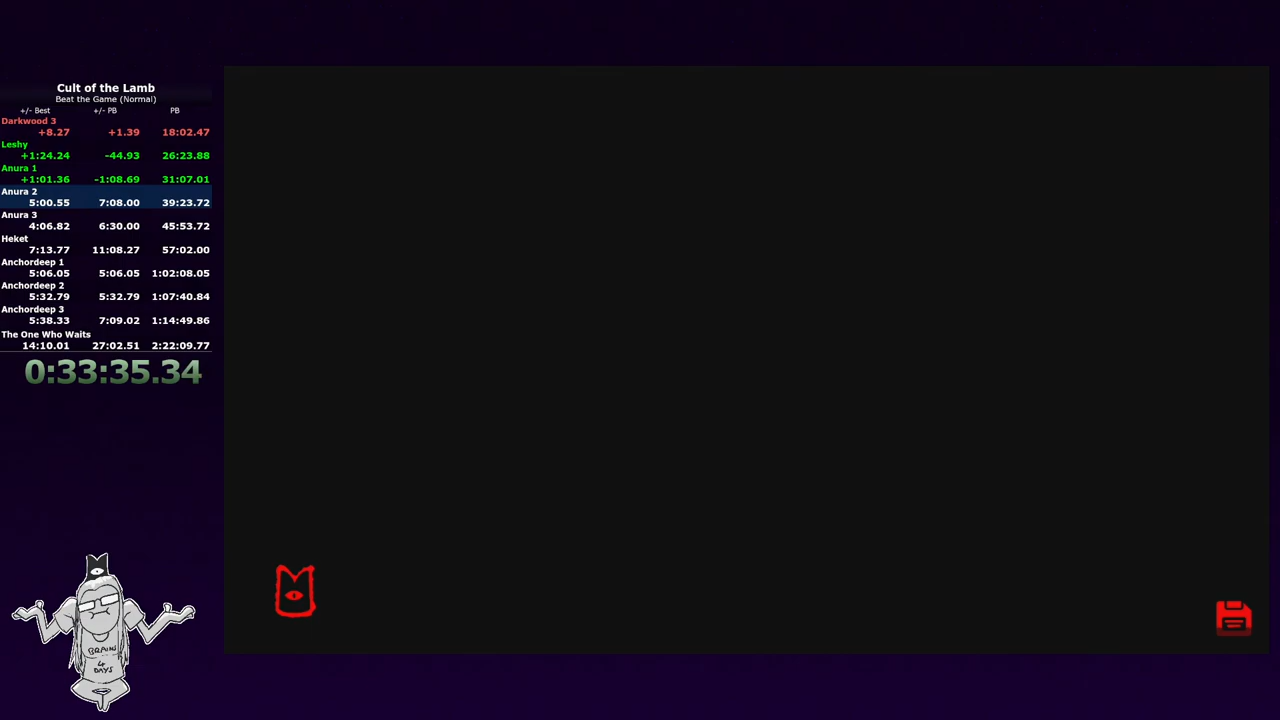 Cult of the Lamb
Beat the Game (Normal)
+/- Best +/- PB PB
Darkwood 3
+8.27 +1.39 18:02.47
Leshy
+1:24.24 -44.93 26:23.88
Anura 1
+1:01.36 -1:08.69 31:07.01
Anura 2
5:00.55 7:08.00 39:23.72
Anura 3
4:06.82 6:30.00 45:53.72
Heket
7:13.77 11:08.27 57:02.00
Anchordeep 1
5:06.05 5:06.05 1:02:08.05
Anchordeep 2
5:32.79 5:32.79 1:07:40.84
Anchordeep 3
5:38.33 7:09.02 1:14:49.86
The One Who Waits
14:10.01 27:02.51 2:22:09.77
0:33:35.34
BRAINS
4
DAYS